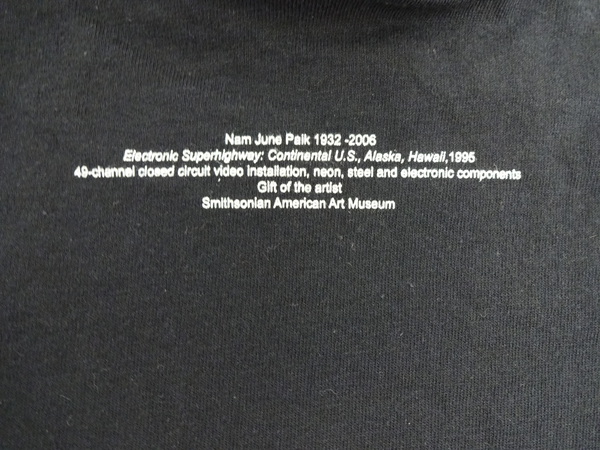 Nam June Paik 1932 -2006
Electronic Superhighway: Continental U.S., Alaska, Hawaii,1995
49-channel closed circuit video installation, neon, steel and electronic components
Gift of the artist
Smithsonian American Art Museum